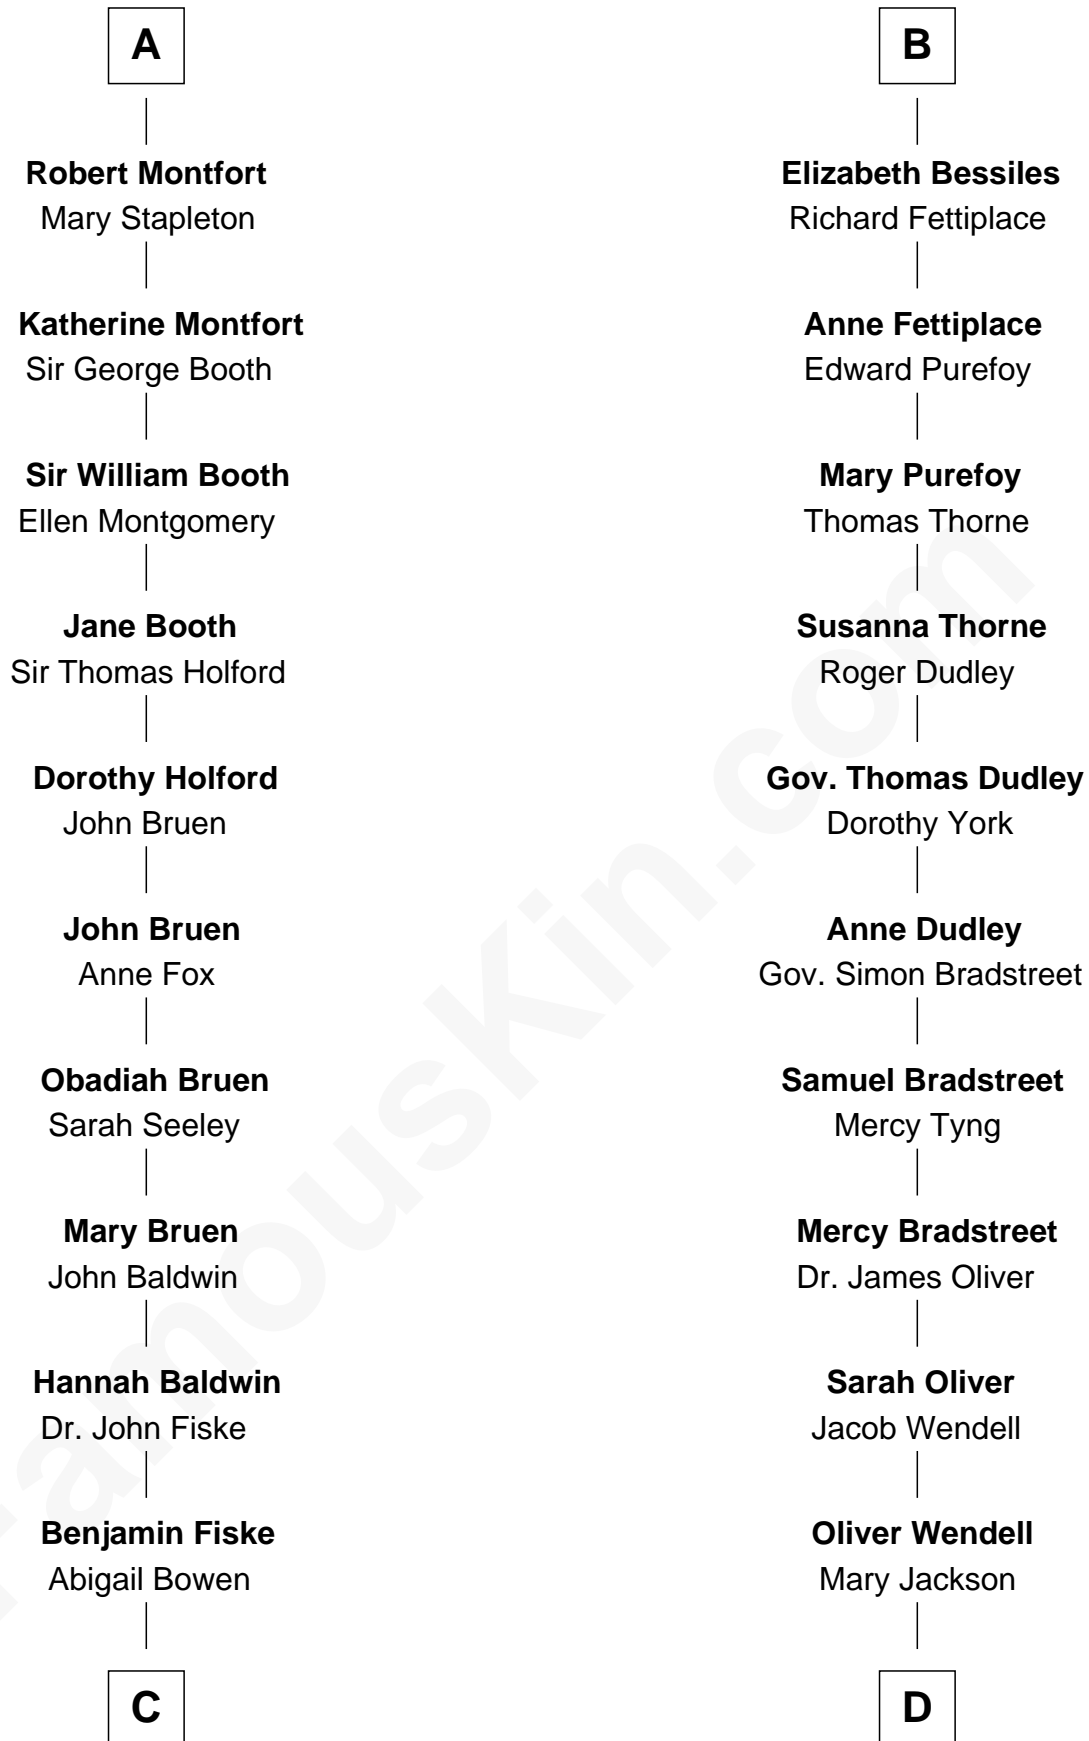 A
Robert Montfort
Mary Stapleton
Katherine Montfort
Sir George Booth
Sir William Booth
Ellen Montgomery
Jane Booth
Sir Thomas Holford
Dorothy Holford
John Bruen
John Bruen
Anne Fox
Obadiah Bruen
Sarah Seeley
Mary Bruen
John Baldwin
Hannah Baldwin
Dr. John Fiske
Benjamin Fiske
Abigail Bowen
C
B
Elizabeth Bessiles
Richard Fettiplace
Anne Fettiplace
Edward Purefoy
Mary Purefoy
Thomas Thorne
Susanna Thorne
Roger Dudley
Gov. Thomas Dudley
Dorothy York
Anne Dudley
Gov. Simon Bradstreet
Samuel Bradstreet
Mercy Tyng
Mercy Bradstreet
Dr. James Oliver
Sarah Oliver
Jacob Wendell
Oliver Wendell
Mary Jackson
D
FamousKin.com